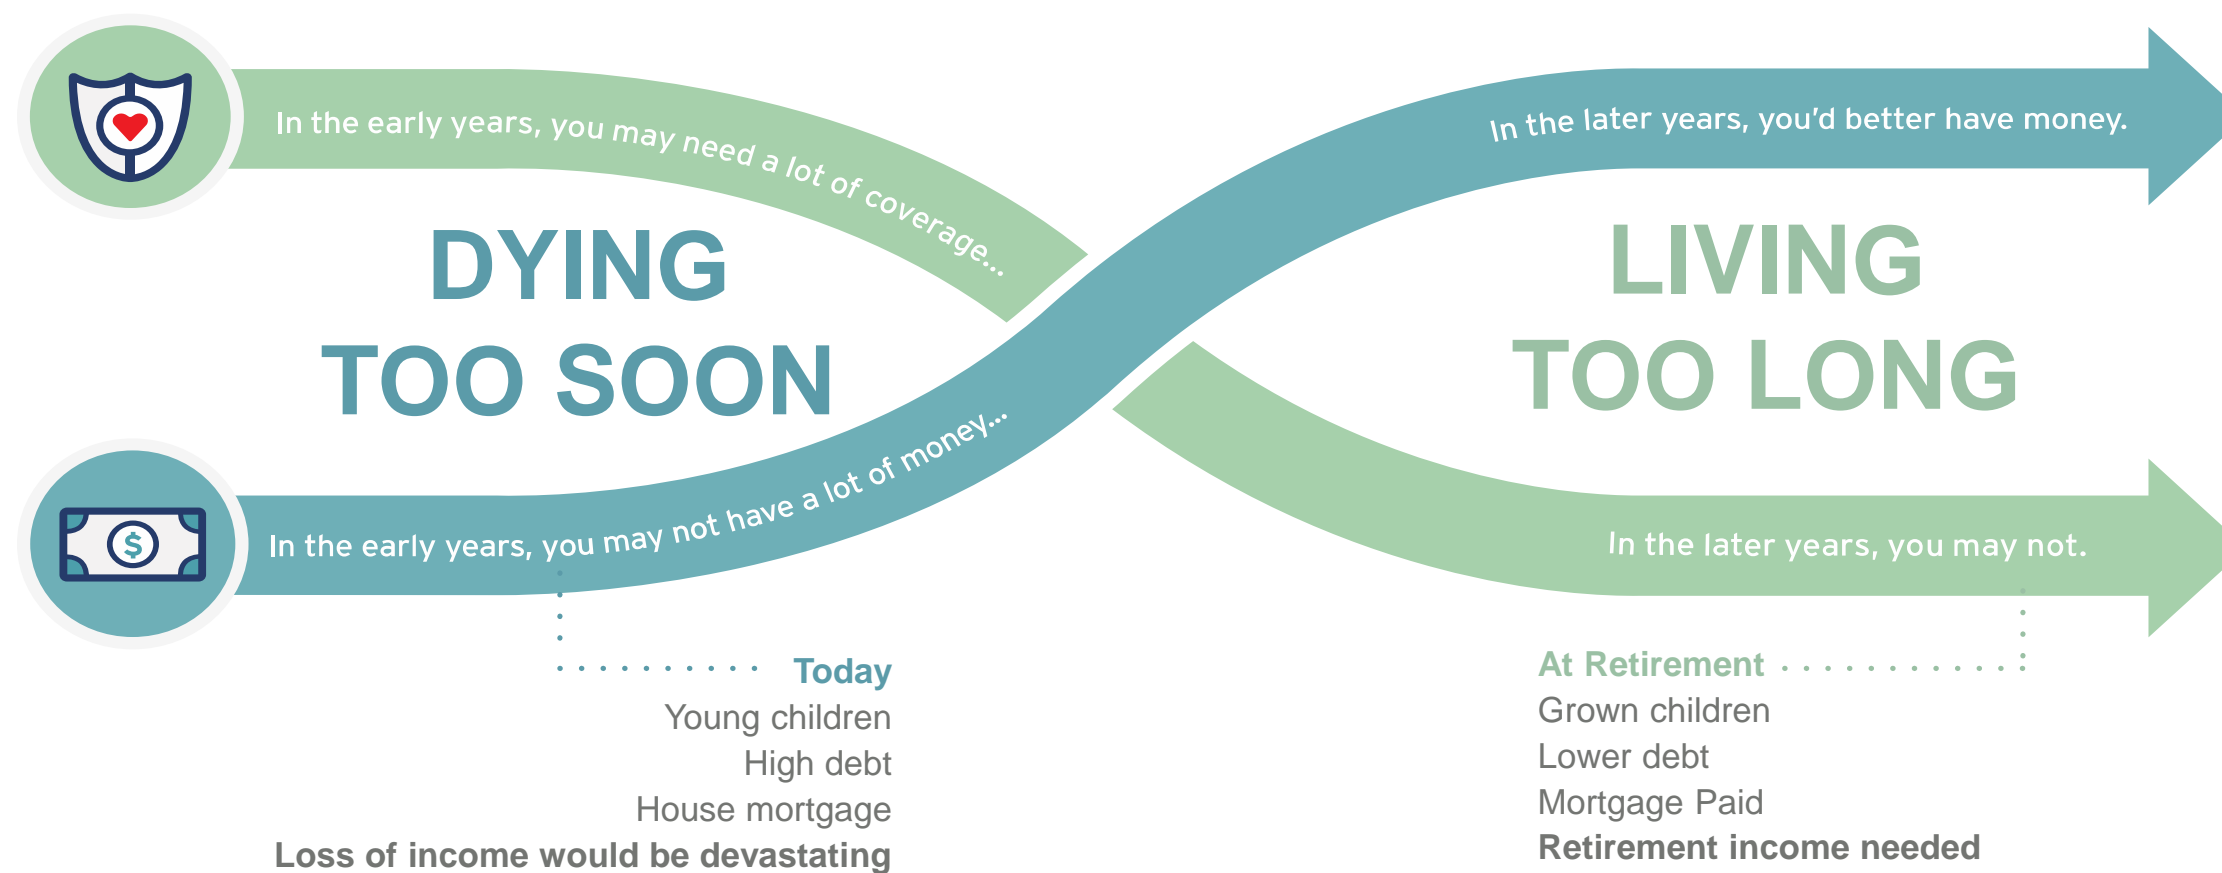 In the early years, you may need a lot of coverage...
In the later years, you'd better have money.
DYING
TOO SOON
LIVING
TOO LONG
$
In the early years, you may not have a lot of money...
In the later years, you may not.
Today
Young children
High debt
House mortgage
Loss of income would be devastating
At Retirement
Grown children
Lower debt
Mortgage Paid
Retirement income needed